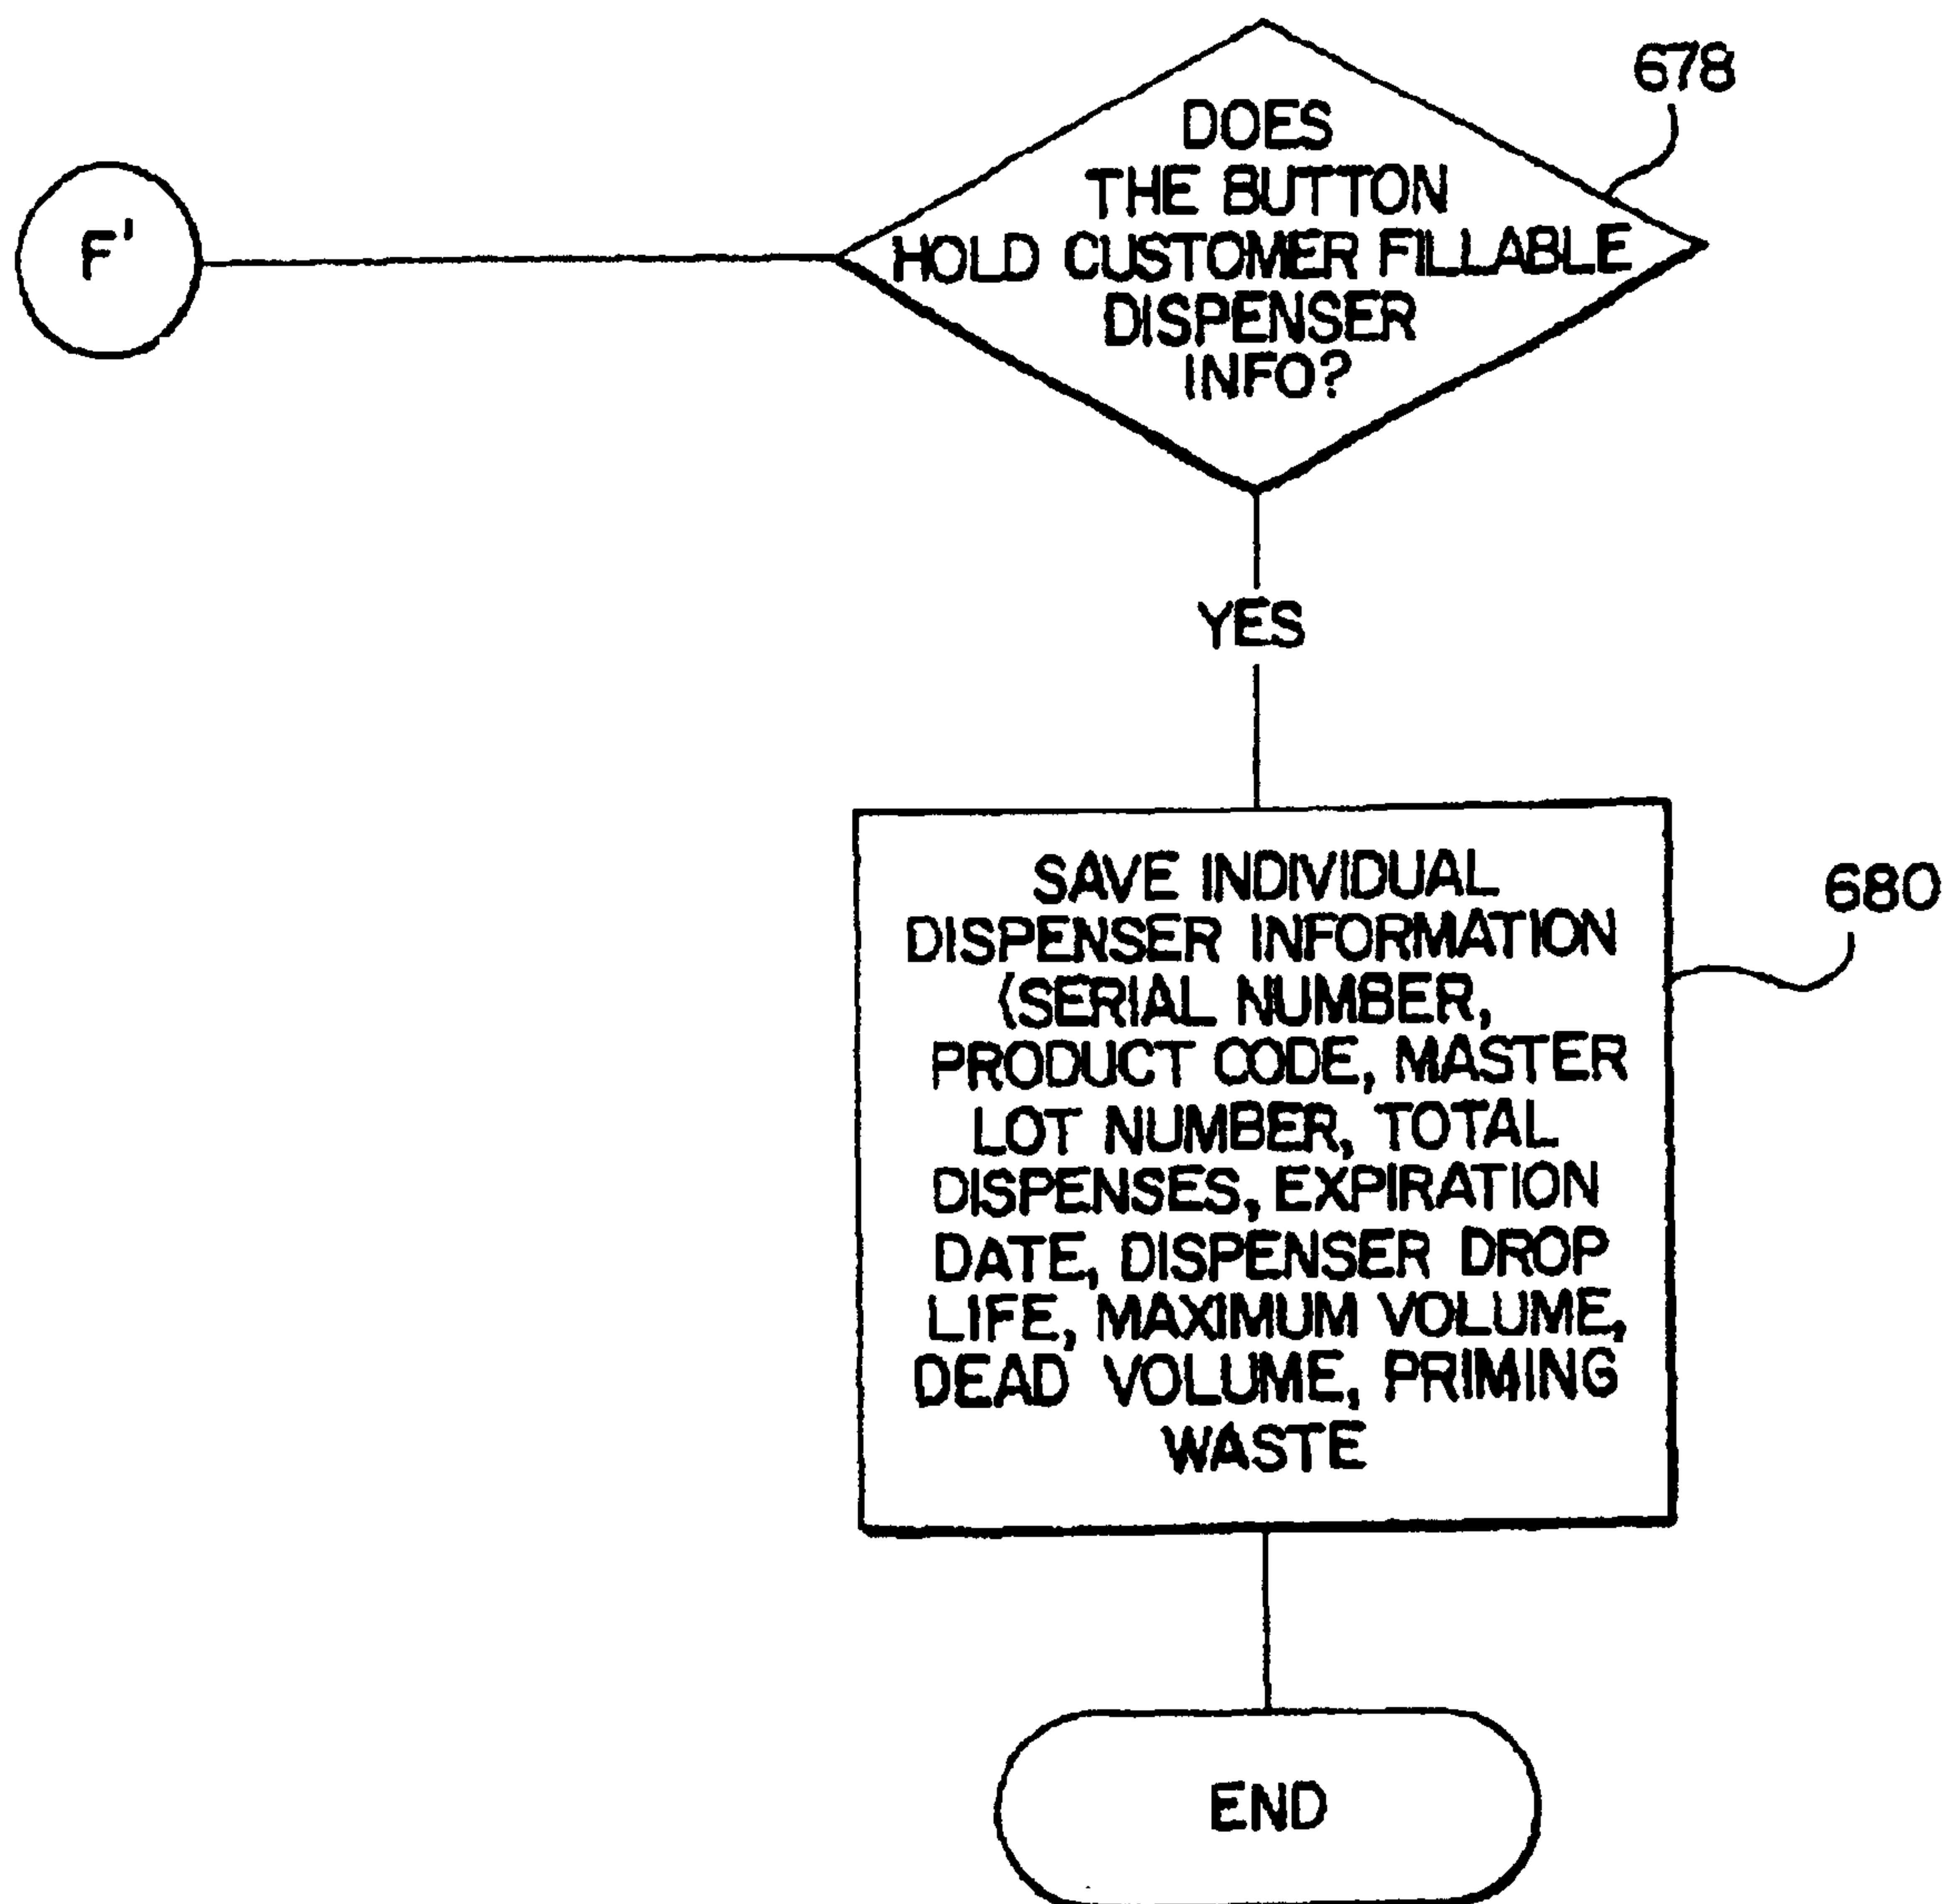 678
F'
DOES
THE BUTTON
HOLD CUSTOMER FILLABLE
DISPENSER
INFO?
YES
680
SAVE INDIVIDUAL
DISPENSER INFORMATION
(SERIAL NUMBER,
PRODUCT CODE, MASTER
LOT NUMBER, TOTAL
DISPENSES, EXPIRATION
DATE, DISPENSER DROP
LIFE, MAXIMUM VOLUME,
DEAD VOLUME, PRIMING
WASTE
END